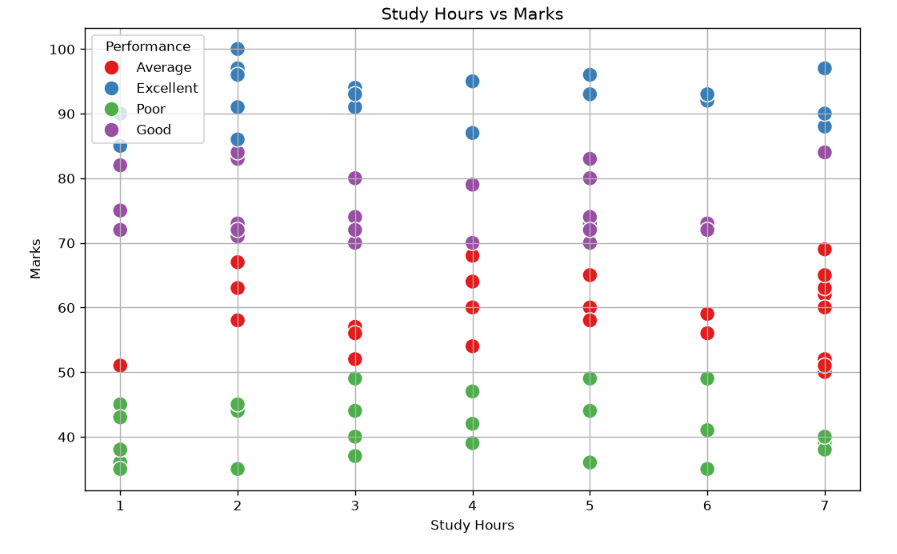 Study Hours vs Marks
Performance
Average
Excellent
Poor
Good
100
90
80
70
60
50
40
Marks
1 2 3 4 5 6 7
Study Hours